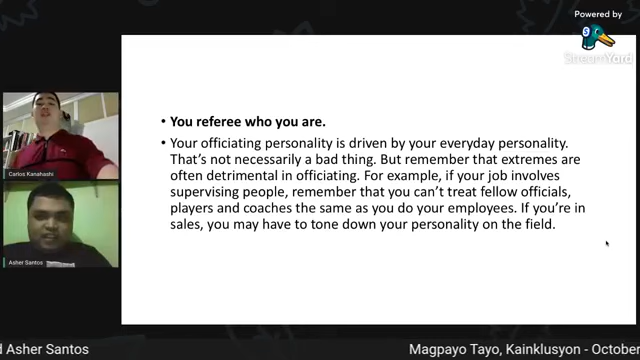 Powered by
StreamYard
• You referee who you are.
• Your officiating personality is driven by your everyday personality.
That's not necessarily a bad thing. But remember that extremes are
often detrimental in officiating. For example, if your job involves
supervising people, remember that you can't treat fellow officials,
players and coaches the same as you do your employees. If you're in
sales, you may have to tone down your personality on the field.
Carlos Kanahashi
Asher Santos
d Asher Santos
Magpayo Tayo, Kainklusyon - October